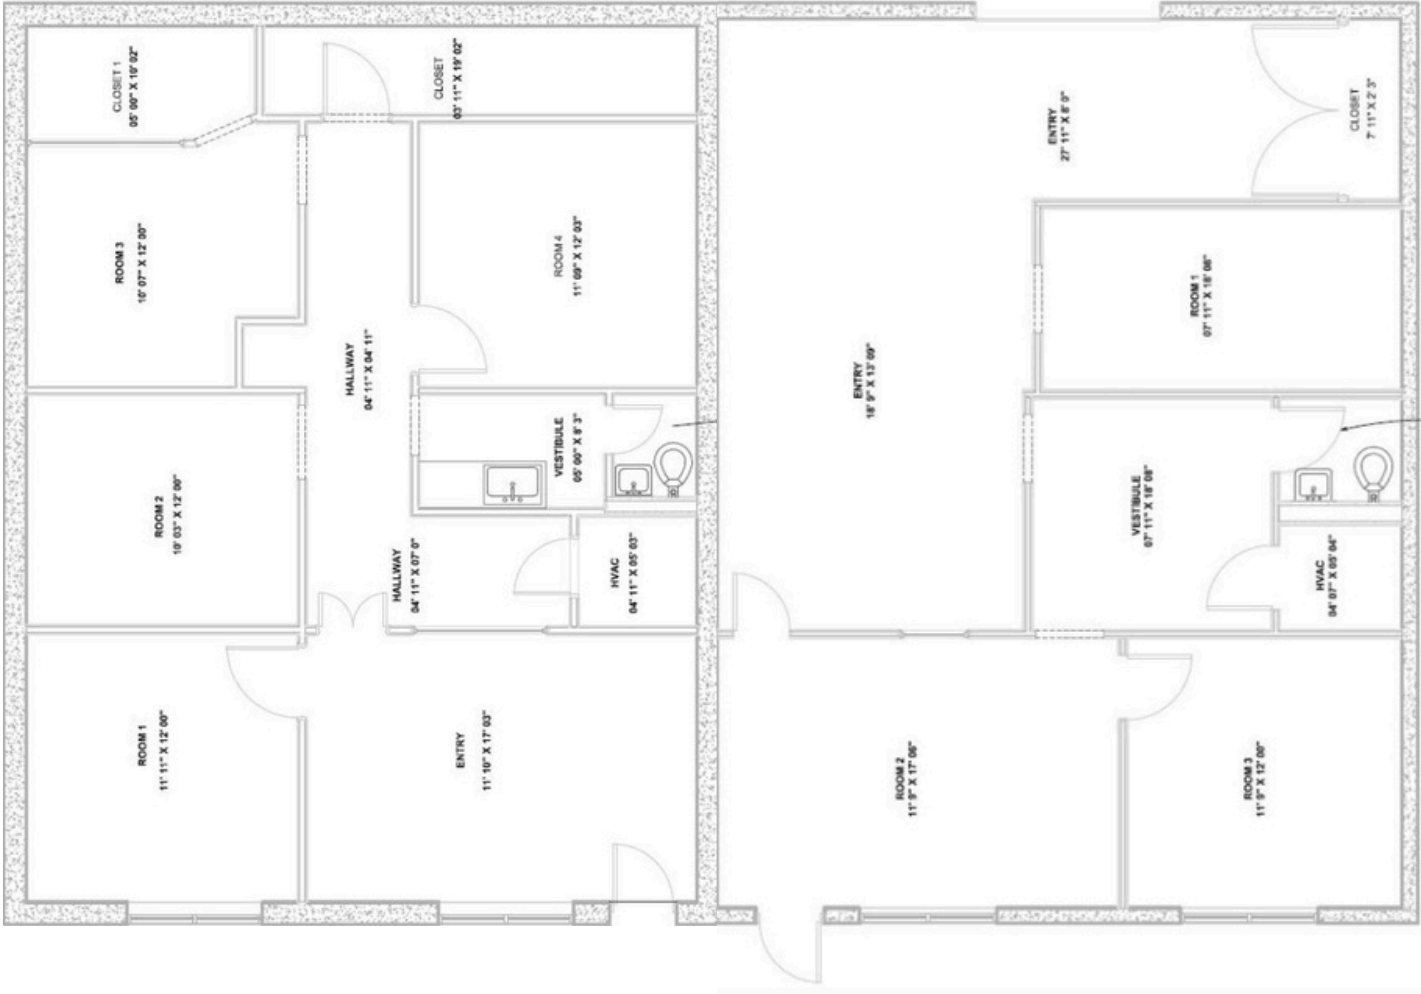 CLOSET 1
05' 00" X 10' 02"
CLOSET
03' 11" X 19' 02"
ROOM 3
10' 07" X 12' 00"
ROOM 4
11' 09" X 12' 03"
HALLWAY
04' 11" X 04' 11"
VESTIBULE
05' 00" X 8' 3"
ROOM 2
10' 03" X 12' 00"
HALLWAY
04' 11" X 07' 0"
HVAC
04' 11" X 05' 03"
ROOM 1
11' 11" X 12' 00"
ENTRY
11' 10" X 17' 03"
ENTRY
27' 11" X 8' 0"
CLOSET
7' 11" X 2' 3"
ROOM 1
07' 11" X 16' 06"
ENTRY
18' 9" X 13' 09"
VESTIBULE
07' 11" X 18' 08"
HVAC
04' 07" X 05' 04"
ROOM 2
11' 9" X 17' 06"
ROOM 3
11' 9" X 12' 00"